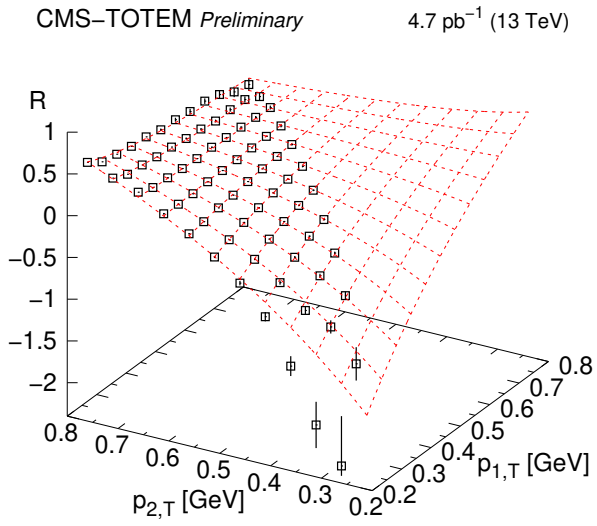 CMS−TOTEM Preliminary 4.7 pb⁻¹ (13 TeV)
R
1
0.5
0
−0.5
−1
−1.5
−2
0.8 0.7 0.6 0.5 0.4 0.3 0.2
p2,T [GeV]
0.2 0.3 0.4 0.5 0.6 0.7 0.8
p1,T [GeV]